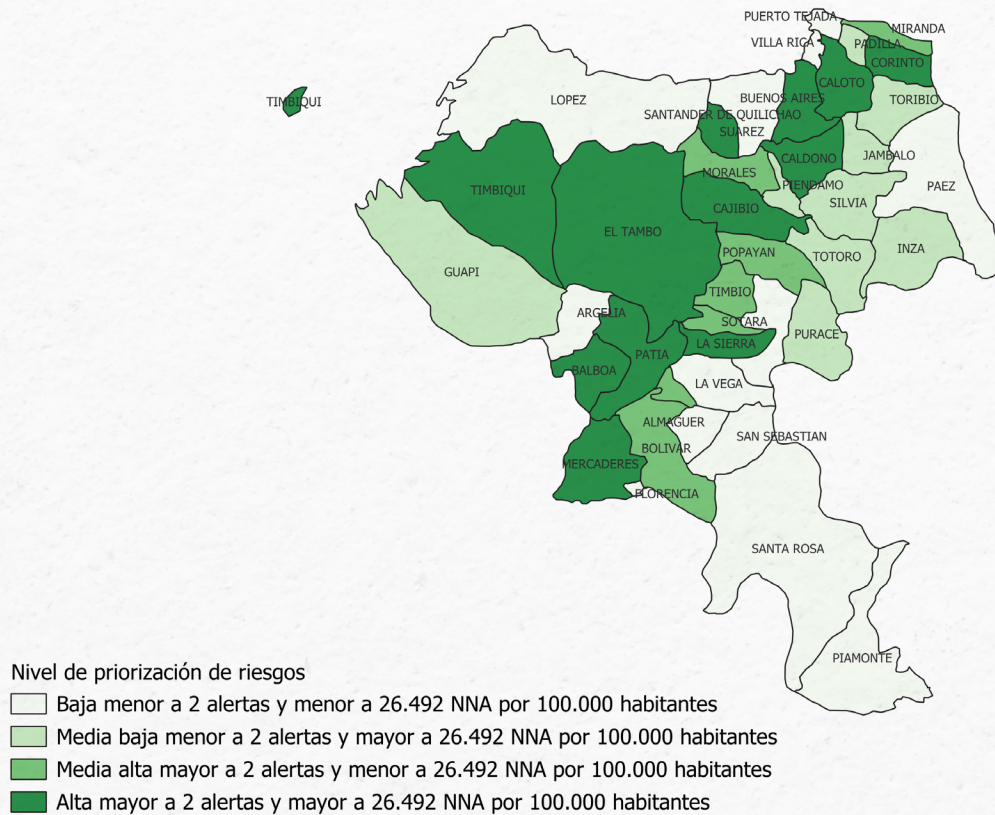 PUERTO TEJADA
MIRANDA
VILLA RICA
PADILLA
CORINTO
CALOTO
TIMBIQUI
LOPEZ
BUENOS AIRES
TORIBIO
SANTANDER DE QUILICHAO
SUAREZ
CALDONO
JAMBALO
MORALES
PIENDAMO
PAEZ
TIMBIQUI
SILVIA
CAJIBIO
EL TAMBO
POPAYAN
TOTORO
INZA
GUAPI
TIMBIO
ARGELIA
SOTARA
PURACE
LA SIERRA
PATIA
BALBOA
LA VEGA
ALMAGUER
SAN SEBASTIAN
BOLIVAR
MERCADERES
FLORENCIA
SANTA ROSA
PIAMONTE
Nivel de priorización de riesgos
Baja menor a 2 alertas y menor a 26.492 NNA por 100.000 habitantes
Media baja menor a 2 alertas y mayor a 26.492 NNA por 100.000 habitantes
Media alta mayor a 2 alertas y menor a 26.492 NNA por 100.000 habitantes
Alta mayor a 2 alertas y mayor a 26.492 NNA por 100.000 habitantes